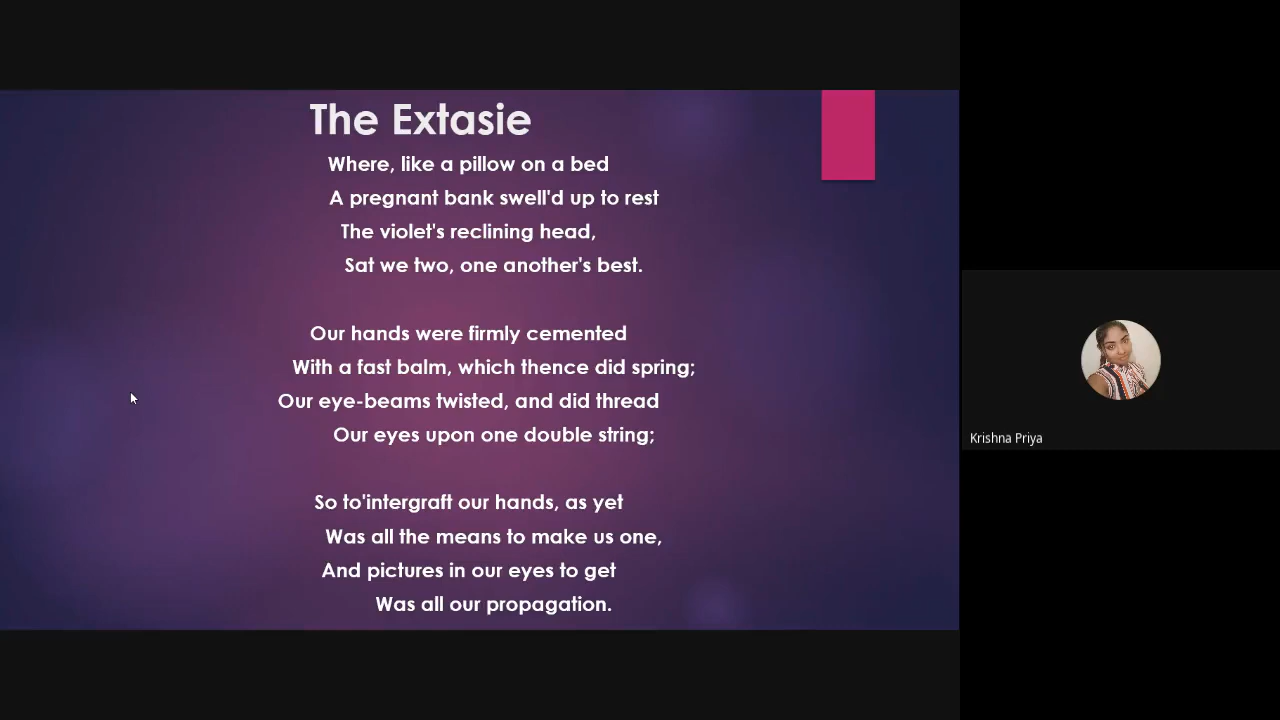 The Extasie
Where, like a pillow on a bed
A pregnant bank swell'd up to rest
The violet's reclining head,
Sat we two, one another's best.
Our hands were firmly cemented
With a fast balm, which thence did spring;
Our eye-beams twisted, and did thread
Our eyes upon one double string;
So to'intergraft our hands, as yet
Was all the means to make us one,
And pictures in our eyes to get
Was all our propagation.
Krishna Priya